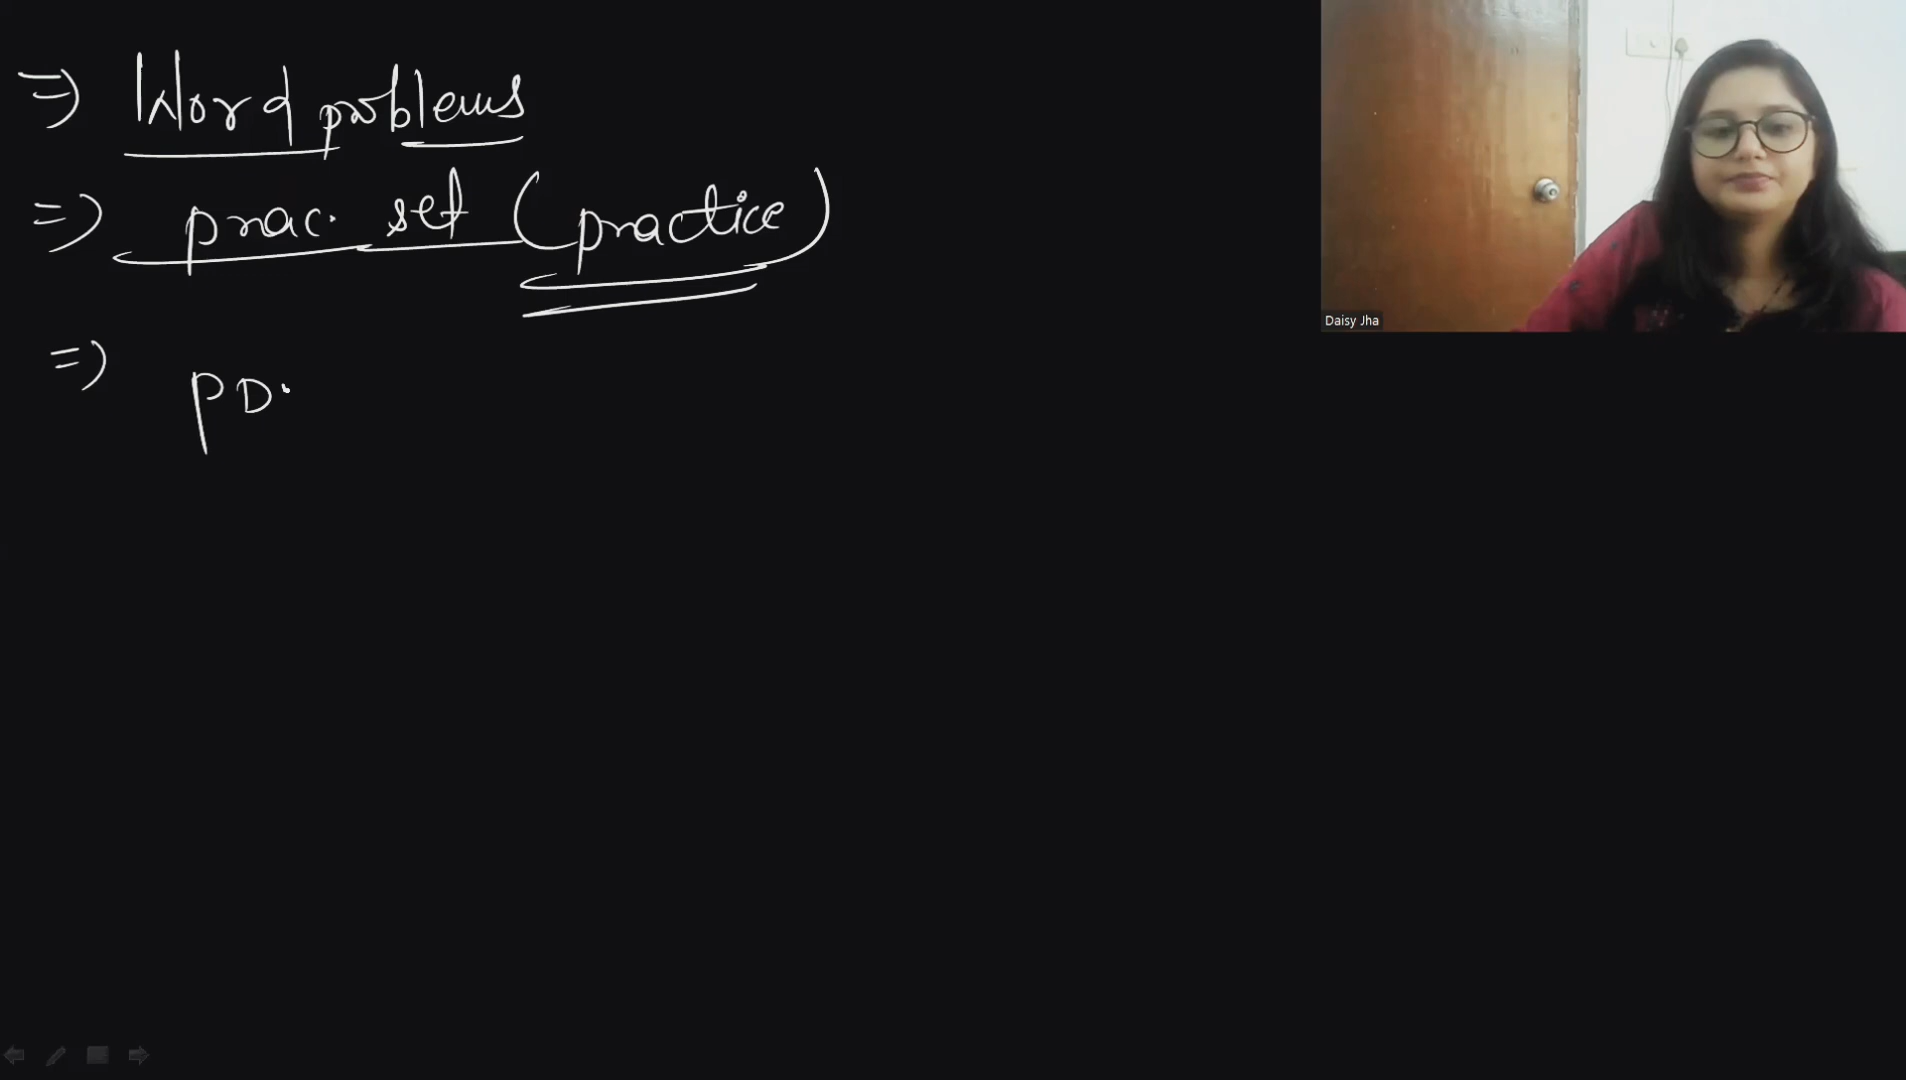 ⇒ Word problems
⇒ prac. set (practice)
⇒ PD.
Daisy Jha